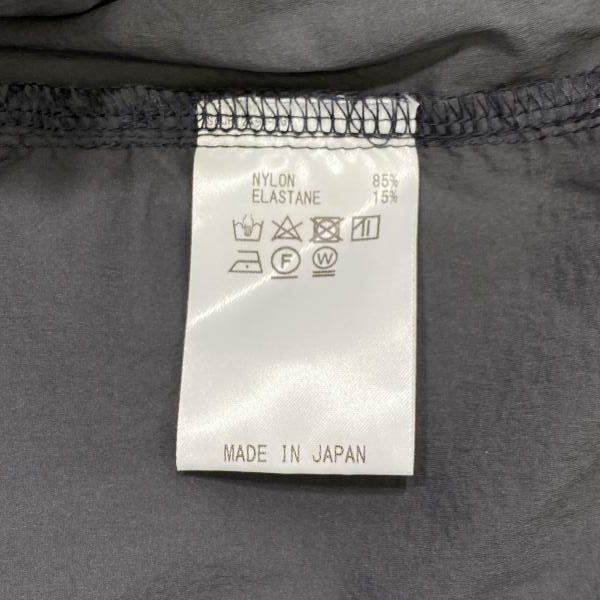 NYLON 85%
ELASTANE 15%
F W
MADE IN JAPAN